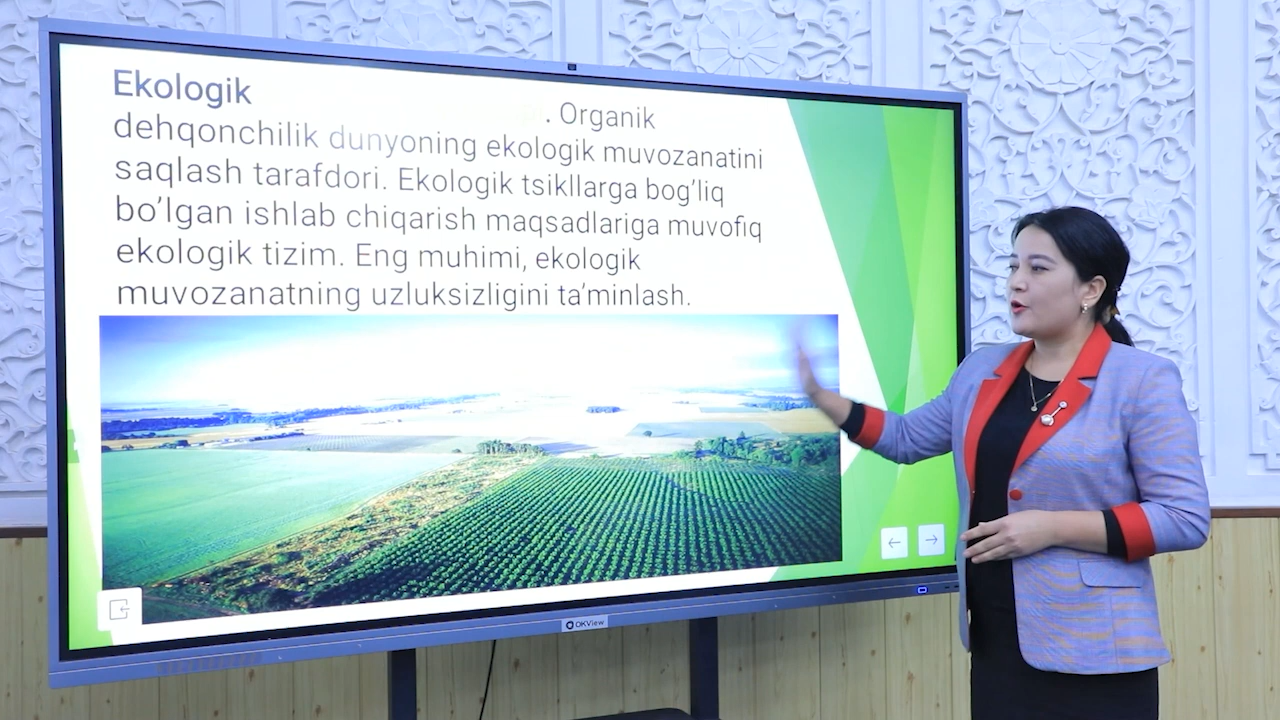 Ekologik
. Organik
dehqonchilik dunyoning ekologik muvozanatini
saqlash tarafdori. Ekologik tsikllarga bog’liq
bo’lgan ishlab chiqarish maqsadlariga muvofiq
ekologik tizim. Eng muhimi, ekologik
muvozanatning uzluksizligini ta’minlash.
OKView